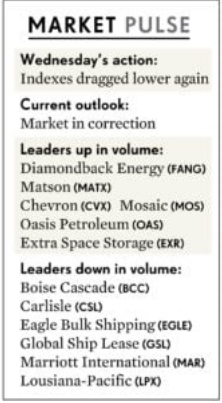 MARKET PULSE
Wednesday's action:
Indexes dragged lower again
Current outlook:
Market in correction
Leaders up in volume:
Diamondback Energy (FANG)
Matson (MATX)
Chevron (CVX) Mosaic (MOS)
Oasis Petroleum (OAS)
Extra Space Storage (EXR)
Leaders down in volume:
Boise Cascade (BCC)
Carlisle (CSL)
Eagle Bulk Shipping (EGLE)
Global Ship Lease (GSL)
Marriott International (MAR)
Lousiana-Pacific (LPX)